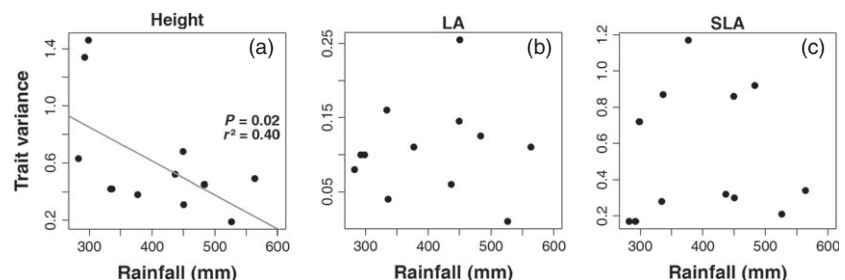 Height
LA
SLA
(a)
(b)
(c)
Trait variance
1.4
1.0
0.6
0.2
P = 0.02
r² = 0.40
300 400 500 600
Rainfall (mm)
0.25
0.15
0.05
300 400 500 600
Rainfall (mm)
1.2
1.0
0.8
0.6
0.4
0.2
300 400 500 600
Rainfall (mm)